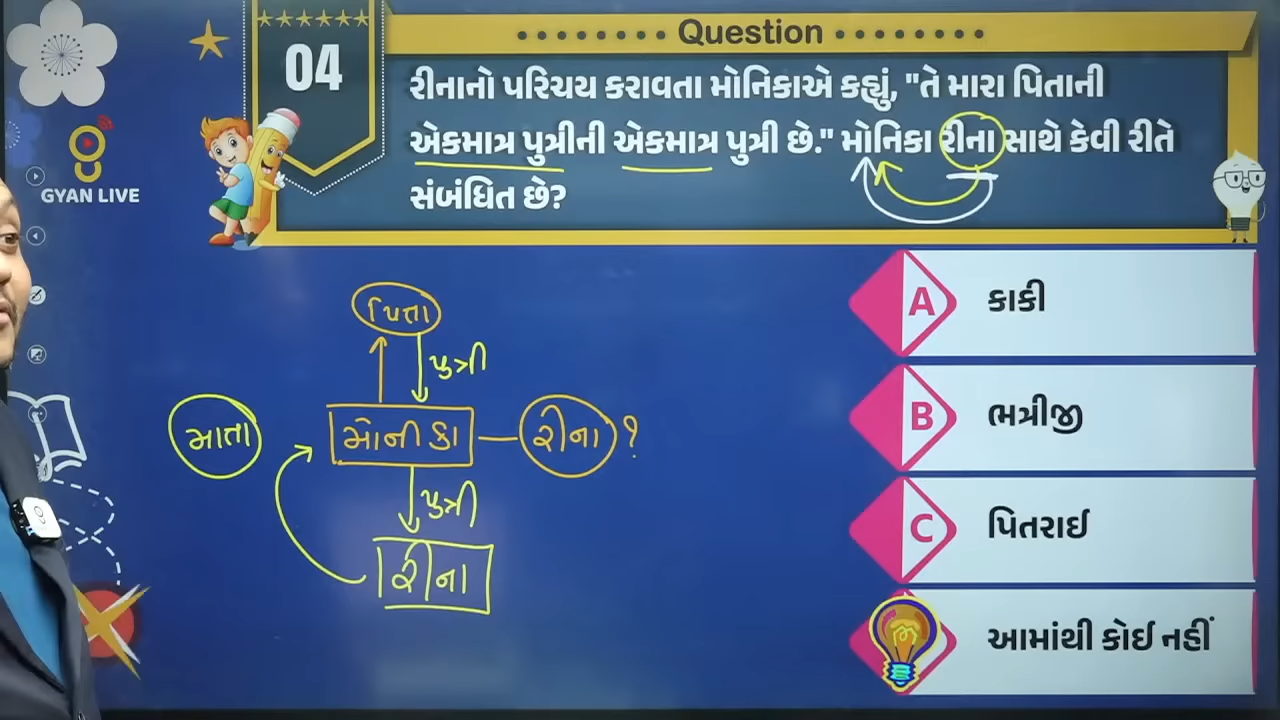 Question
04
રીનાનો પરિચય કરાવતા મોનિકાએ કહ્યું, "તે મારા પિતાની
એકમાત્ર પુત્રીની એકમાત્ર પુત્રી છે." મોનિકા રીના સાથે કેવી રીતે
સંબંધિત છે?
GYAN LIVE
A કાકી
B ભત્રીજી
C પિતરાઈ
આમાંથી કોઈ નહીં
પિતા
પુત્રી
માતા
મોનીકા
રીના ?
પુત્રી
રીના